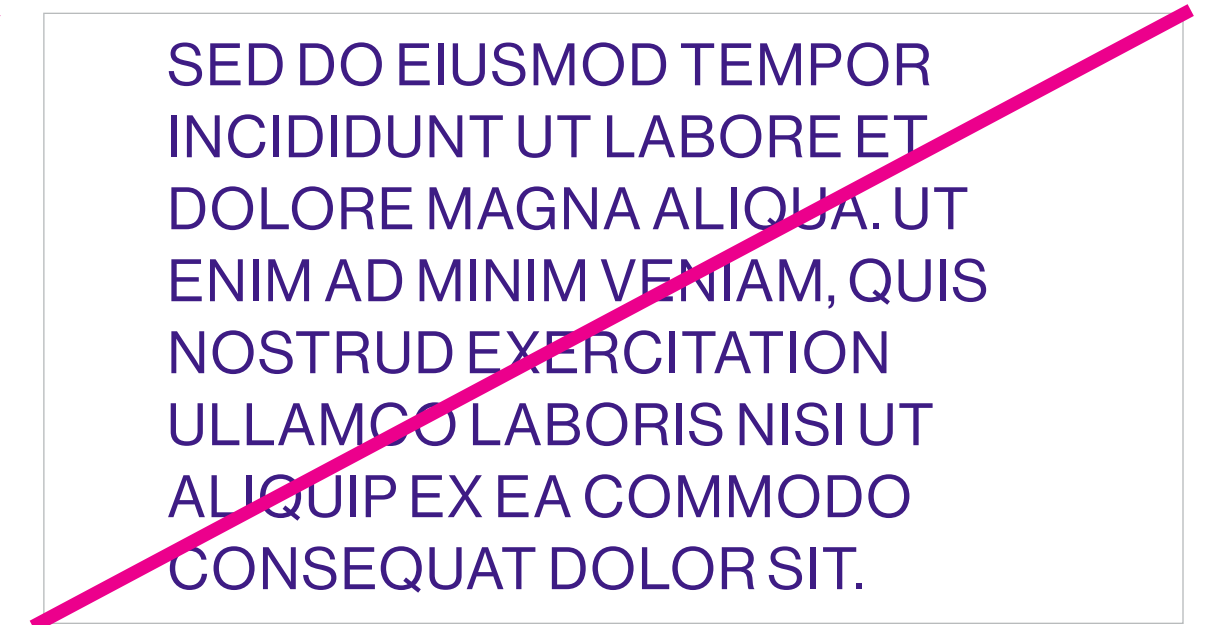 SED DO EIUSMOD TEMPOR
INCIDIDUNT UT LABORE ET
DOLORE MAGNA ALIQUA. UT
ENIM AD MINIM VENIAM, QUIS
NOSTRUD EXERCITATION
ULLAMCO LABORIS NISI UT
ALIQUIP EX EA COMMODO
CONSEQUAT DOLOR SIT.